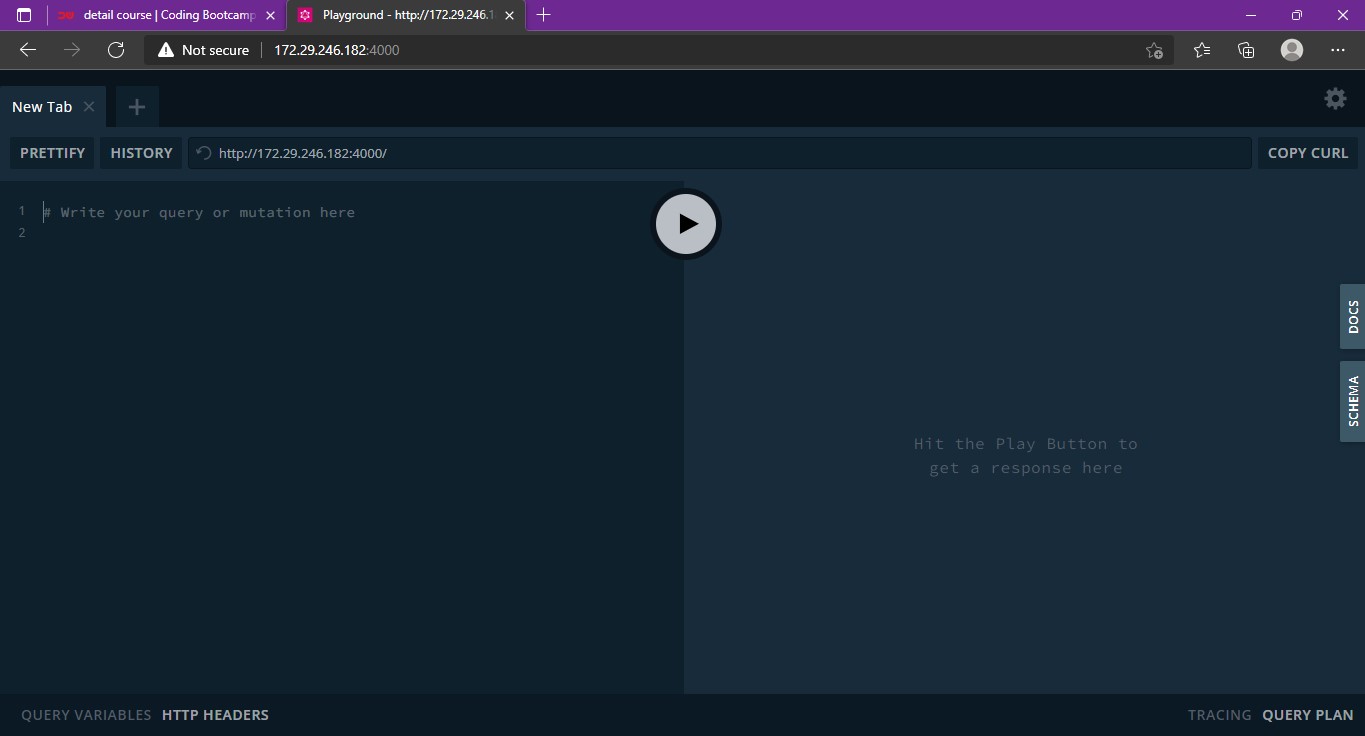 detail course | Coding Bootcamp
Playground - http://172.29.246.1
Not secure
172.29.246.182:4000
New Tab
PRETTIFY
HISTORY
http://172.29.246.182:4000/
COPY CURL
1 # Write your query or mutation here
2
DOCS
SCHEMA
Hit the Play Button to
get a response here
QUERY VARIABLES
HTTP HEADERS
TRACING
QUERY PLAN